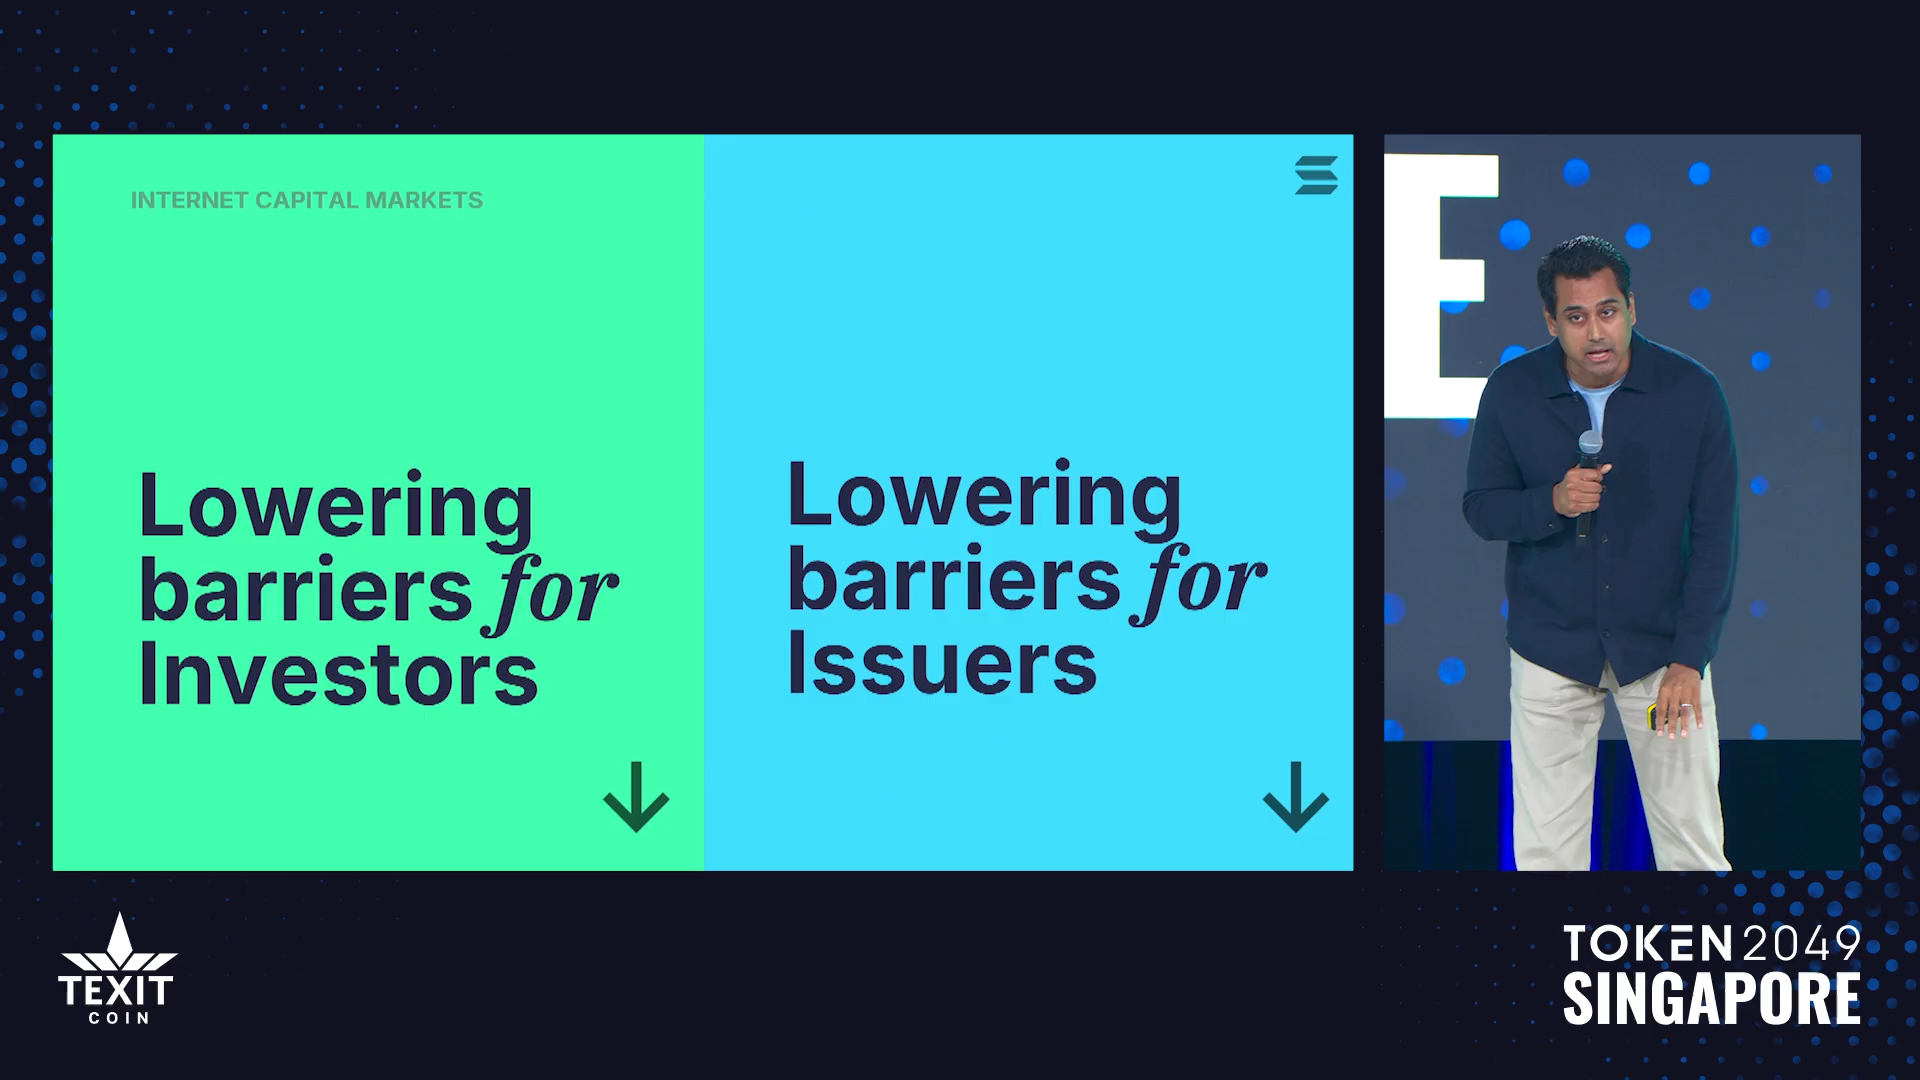 INTERNET CAPITAL MARKETS
Lowering
barriers for
Investors
Lowering
barriers for
Issuers
E
TEXIT
COIN
TOKEN2049
SINGAPORE